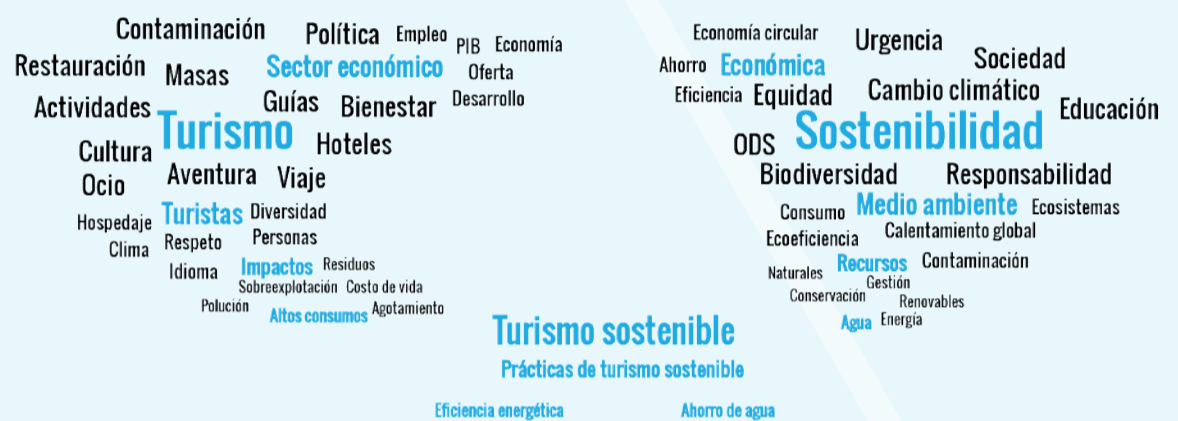 Contaminación
Política
Empleo
PIB
Economía
Restauración
Masas
Sector económico
Oferta
Actividades
Guías
Bienestar
Desarrollo
Turismo
Hoteles
Cultura
Aventura
Viaje
Ocio
Hospedaje
Turistas
Diversidad
Clima
Respeto
Personas
Idioma
Impactos
Residuos
Sobreexplotación
Costo de vida
Polución
Altos consumos
Agotamiento
Economía circular
Urgencia
Sociedad
Ahorro
Económica
Eficiencia
Equidad
Cambio climático
Educación
ODS
Sostenibilidad
Biodiversidad
Responsabilidad
Consumo
Medio ambiente
Ecosistemas
Ecoeficiencia
Calentamiento global
Naturales
Recursos
Contaminación
Gestión
Conservación
Renovables
Agua
Energía
Turismo sostenible
Prácticas de turismo sostenible
Eficiencia energética
Ahorro de agua